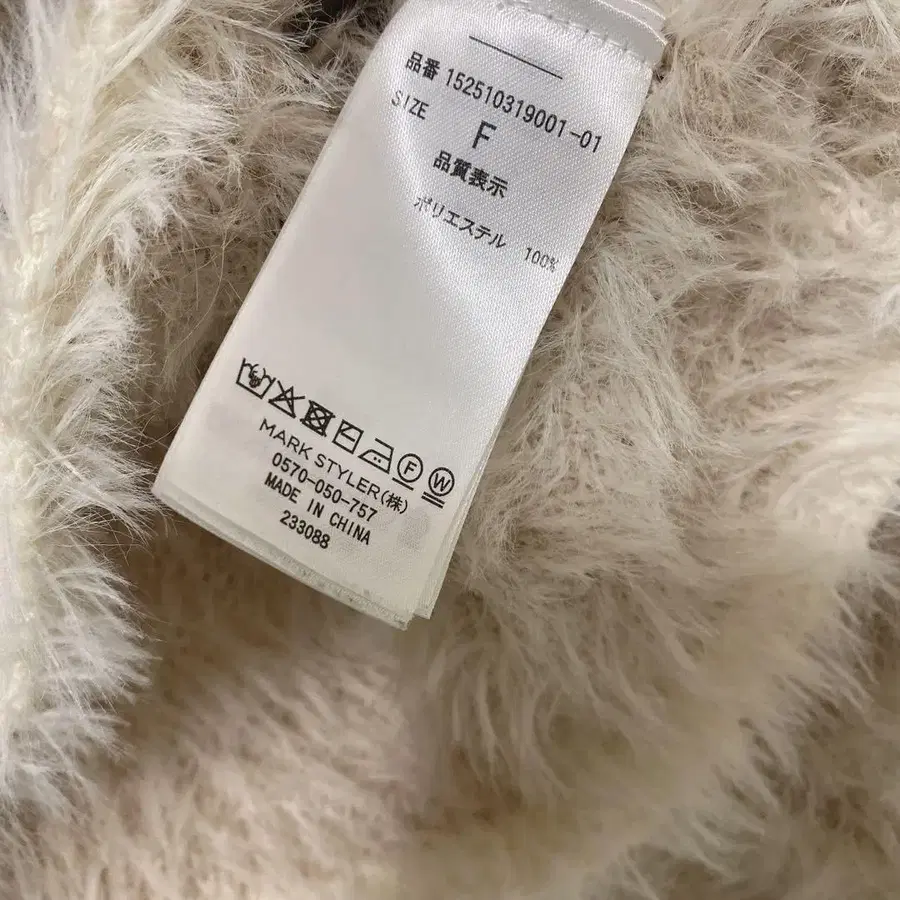 品番 152510319001-01
SIZE
F
品質表示
ポリエステル 100%
F W
MARK STYLER(株)
0570-050-757
MADE IN CHINA
233088